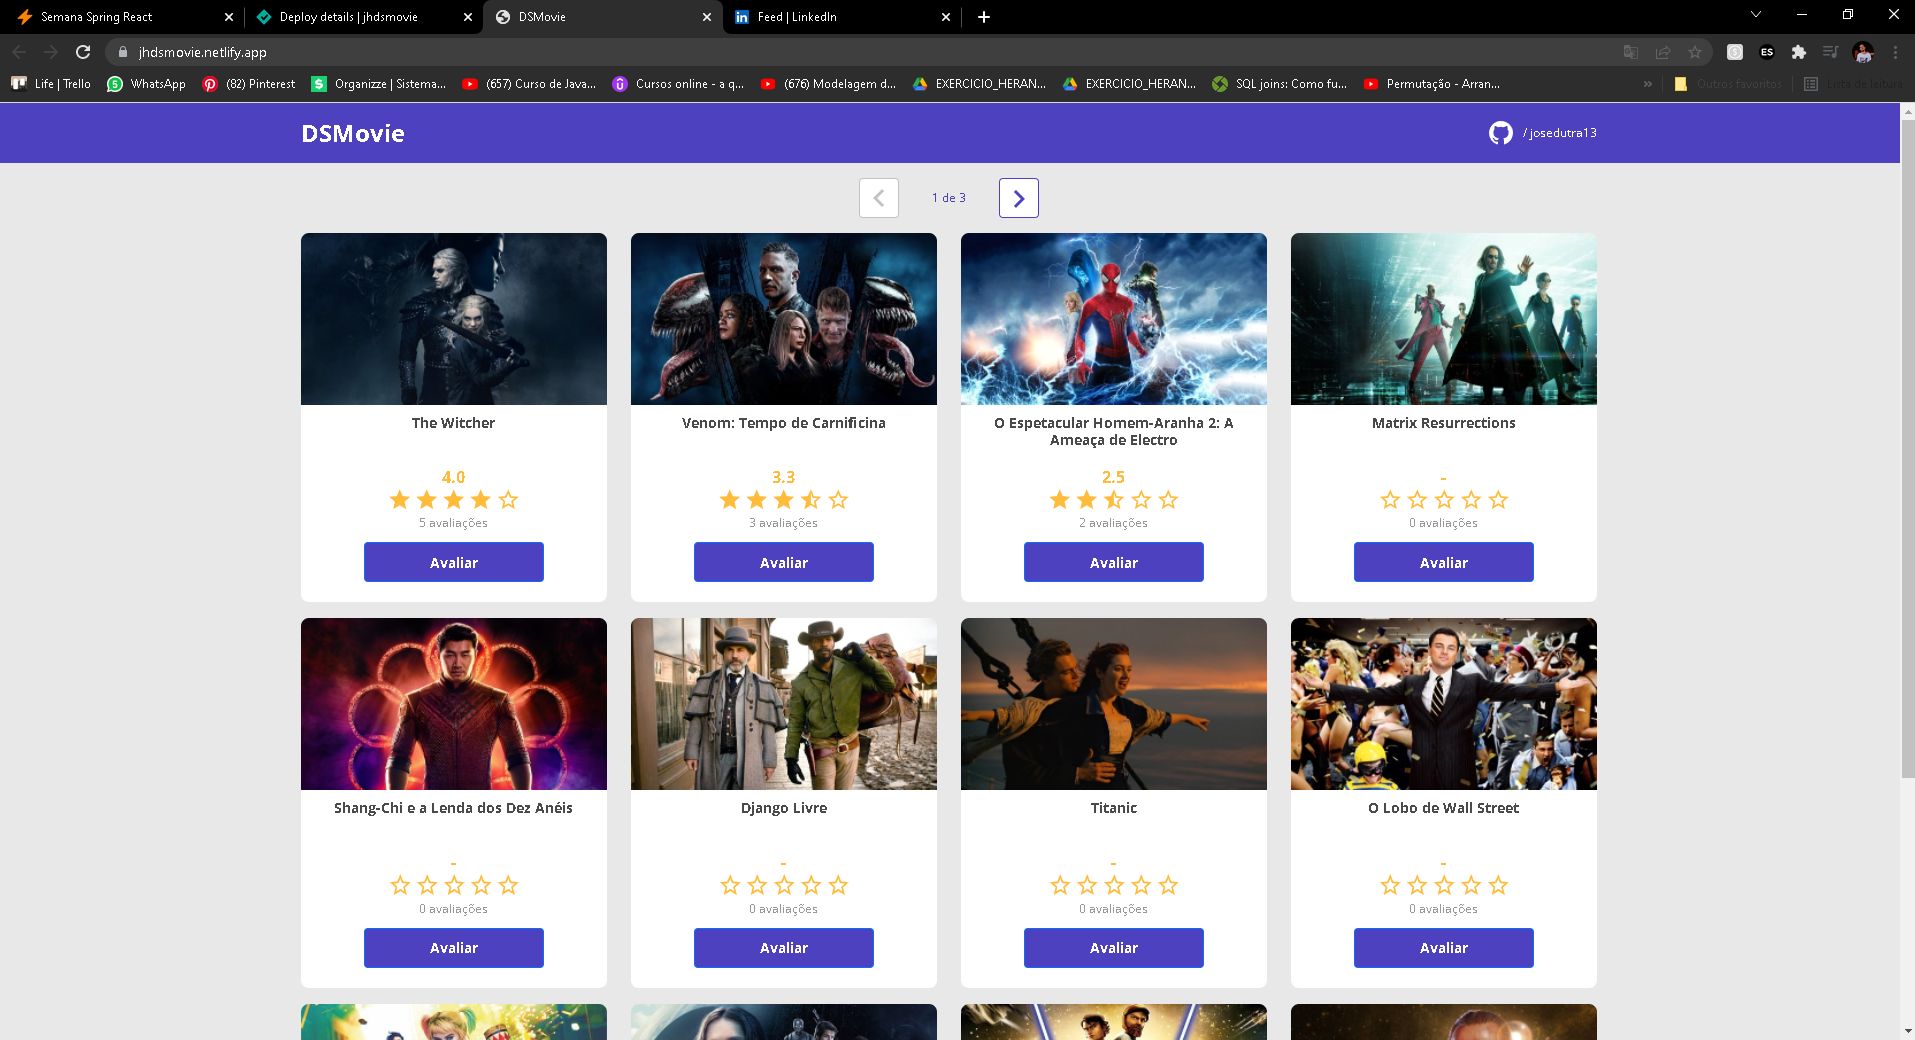 Semana Spring React
Deploy details | jhdsmovie
DSMovie
Feed | LinkedIn
jhdsmovie.netlify.app
ES
Life | Trello
WhatsApp
(82) Pinterest
Organizze | Sistema...
(657) Curso de Java...
Cursos online - a q...
(676) Modelagem d...
EXERCICIO_HERAN...
EXERCICIO_HERAN...
SQL joins: Como fu...
Permutação - Arran...
»
Outros favoritos
Lista de leitura
DSMovie
/ josedutra13
1 de 3
The Witcher
Venom: Tempo de Carnificina
O Espetacular Homem-Aranha 2: A
Ameaça de Electro
Matrix Resurrections
4.0
3.3
2.5
-
5 avaliações
3 avaliações
2 avaliações
0 avaliações
Avaliar
Avaliar
Avaliar
Avaliar
Shang-Chi e a Lenda dos Dez Anéis
Django Livre
Titanic
O Lobo de Wall Street
-
-
-
-
0 avaliações
0 avaliações
0 avaliações
0 avaliações
Avaliar
Avaliar
Avaliar
Avaliar